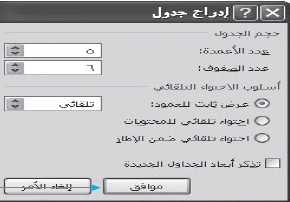 إدراج جدول
حجم الجدول
عدد الأعمدة: ٥
عدد الصفوف: ٦
أسلوب الاحتواء التلقائي
عرض ثابت للعمود: تلقائي
احتواء تلقائي للمحتويات
احتواء تلقائي ضمن الإطار
تذكر أبعاد الجداول الجديدة
موافق إلغاء الأمر